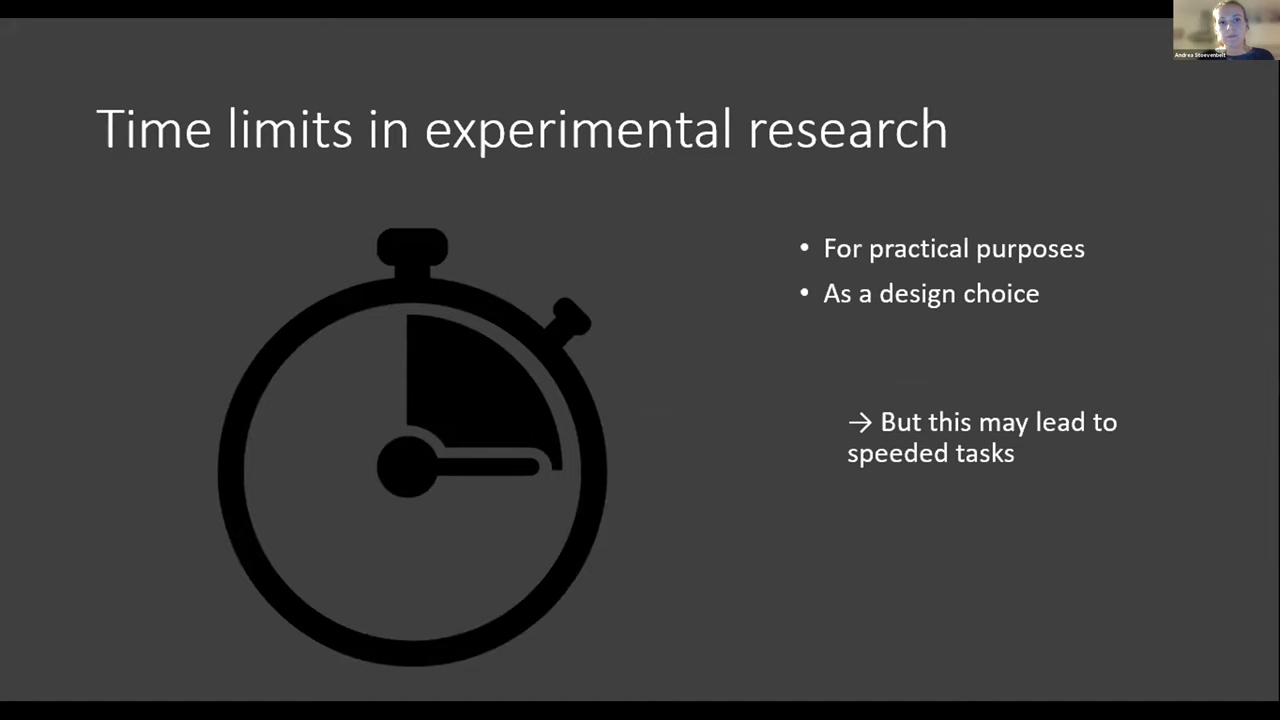 Andrea Stoevenbelt
Time limits in experimental research
• For practical purposes
• As a design choice
→ But this may lead to
speeded tasks